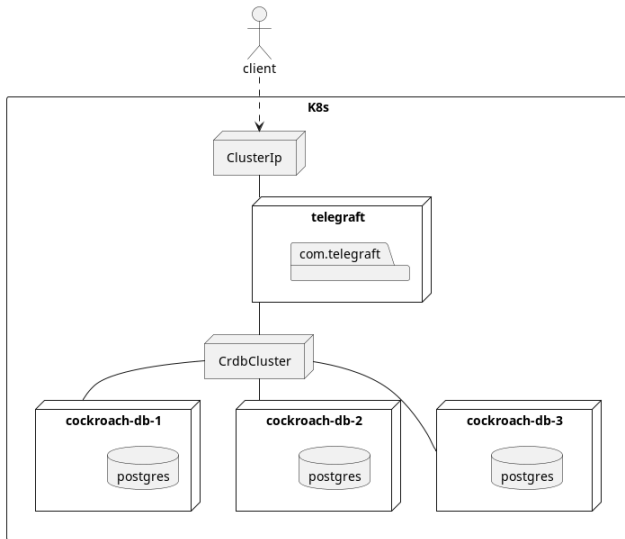 client
K8s
ClusterIp
telegraft
com.telegraft
CrdbCluster
cockroach-db-1
cockroach-db-2
cockroach-db-3
postgres
postgres
postgres